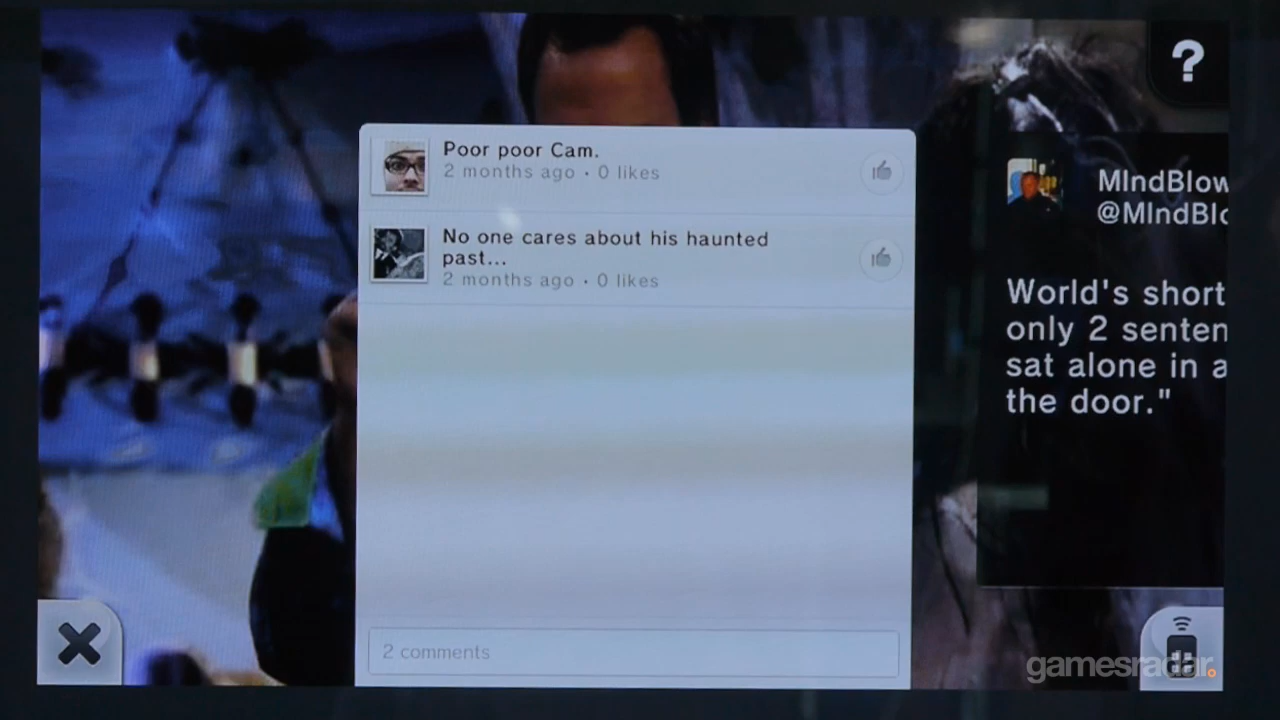 Poor poor Cam.
2 months ago • 0 likes
No one cares about his haunted
past...
2 months ago • 0 likes
2 comments
?
MIndBlow
@MIndBlo
World's short
only 2 senten
sat alone in a
the door."
gamesradar.